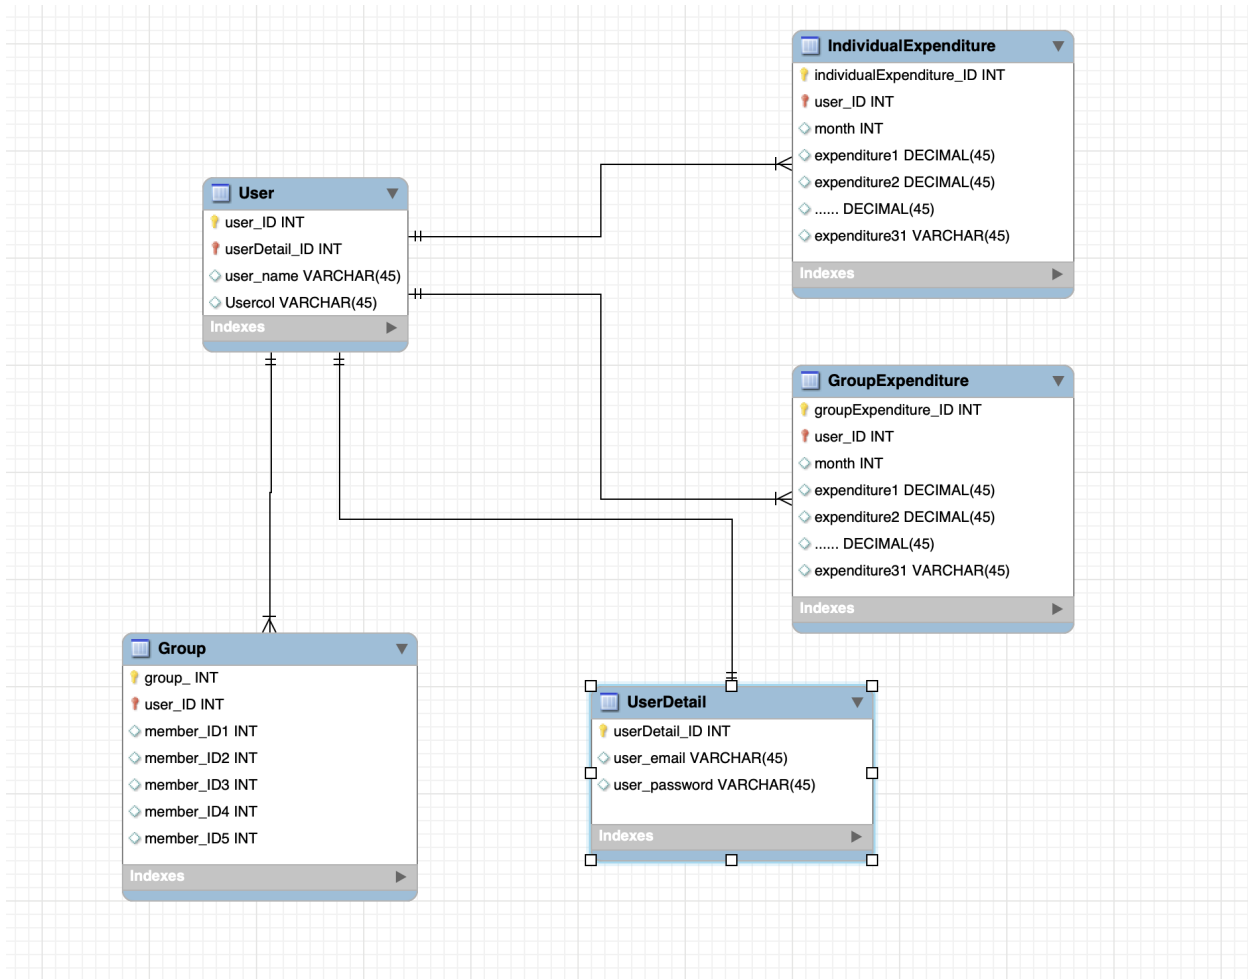 IndividualExpenditure
individualExpenditure_ID INT
user_ID INT
month INT
expenditure1 DECIMAL(45)
expenditure2 DECIMAL(45)
...... DECIMAL(45)
expenditure31 VARCHAR(45)
Indexes
User
user_ID INT
userDetail_ID INT
user_name VARCHAR(45)
Usercol VARCHAR(45)
Indexes
GroupExpenditure
groupExpenditure_ID INT
user_ID INT
month INT
expenditure1 DECIMAL(45)
expenditure2 DECIMAL(45)
...... DECIMAL(45)
expenditure31 VARCHAR(45)
Indexes
Group
group_ INT
user_ID INT
member_ID1 INT
member_ID2 INT
member_ID3 INT
member_ID4 INT
member_ID5 INT
Indexes
UserDetail
userDetail_ID INT
user_email VARCHAR(45)
user_password VARCHAR(45)
Indexes